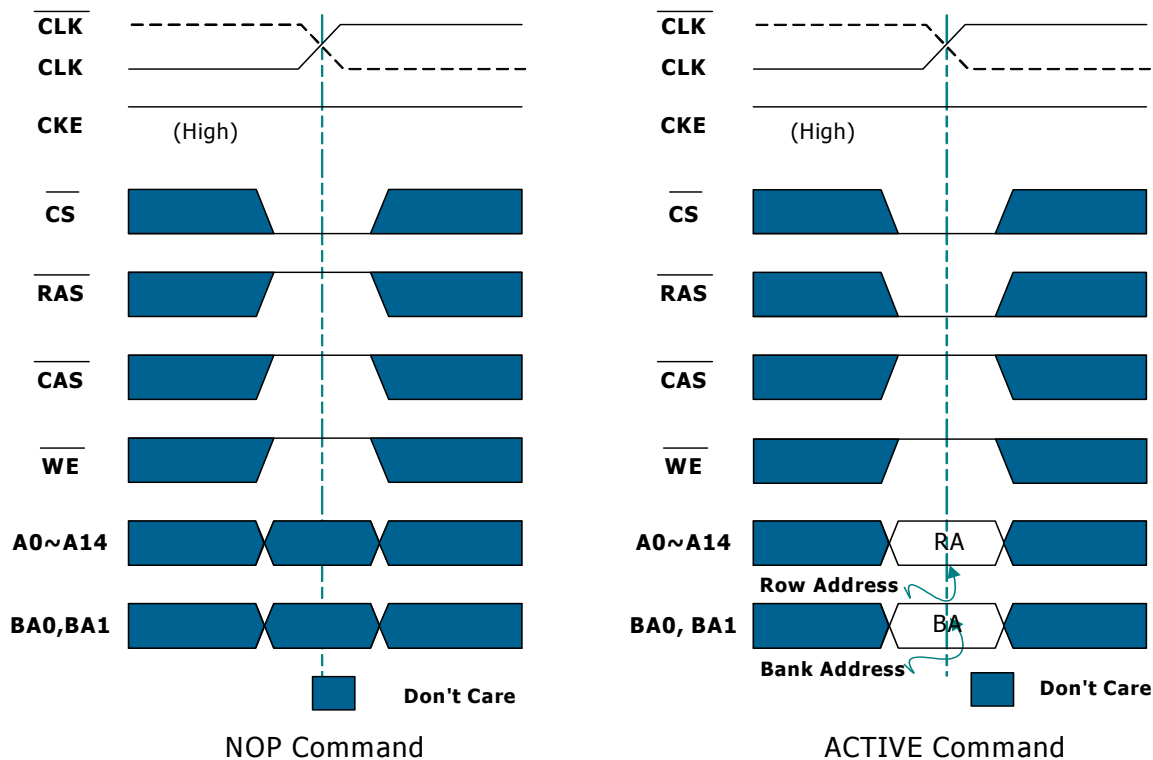 CLK
CLK
CKE
(High)
CS
RAS
CAS
WE
A0~A14
BA0,BA1
Don't Care
NOP Command
CLK
CLK
CKE
(High)
CS
RAS
CAS
WE
A0~A14
RA
Row Address
BA0, BA1
BA
Bank Address
Don't Care
ACTIVE Command